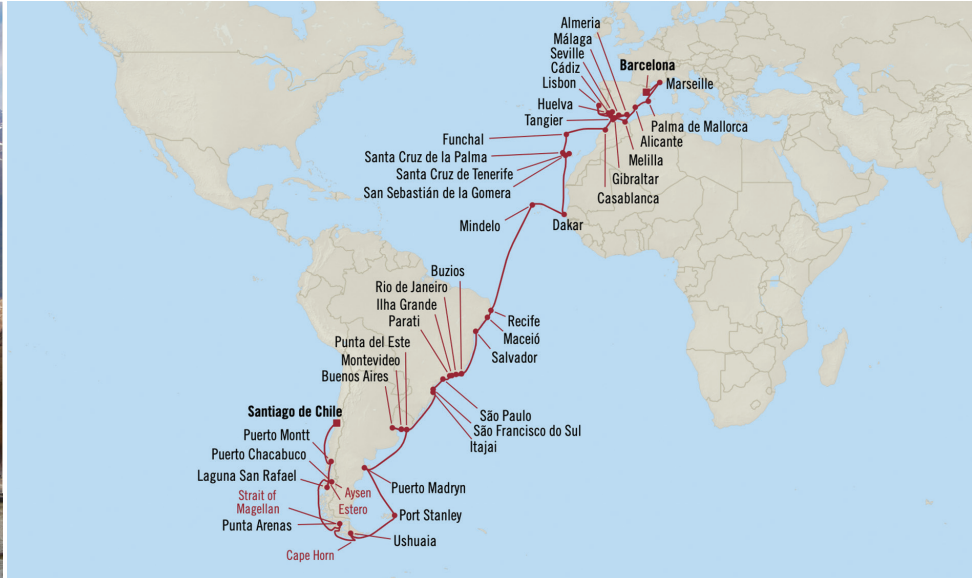 Almeria
Málaga
Seville
Cádiz
Lisbon
Barcelona
Marseille
Huelva
Tangier
Palma de Mallorca
Alicante
Melilla
Gibraltar
Casablanca
Funchal
Santa Cruz de la Palma
Santa Cruz de Tenerife
San Sebastián de la Gomera
Mindelo
Dakar
Buzios
Rio de Janeiro
Ilha Grande
Parati
Recife
Maceió
Salvador
Punta del Este
Montevideo
Buenos Aires
São Paulo
São Francisco do Sul
Itajai
Santiago de Chile
Puerto Montt
Puerto Chacabuco
Laguna San Rafael
Aysen
Estero
Strait of
Magellan
Punta Arenas
Puerto Madryn
Port Stanley
Ushuaia
Cape Horn